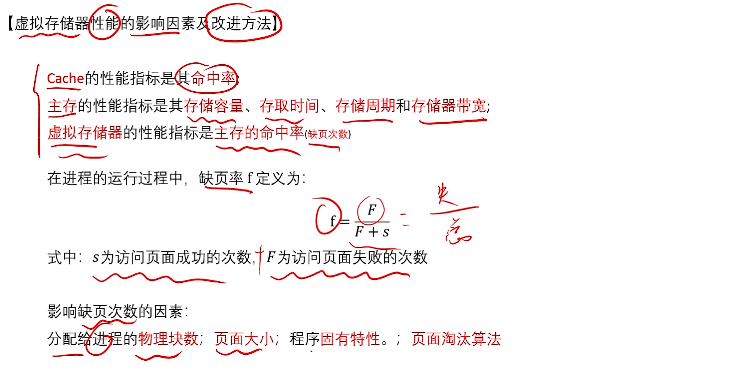 【虚拟存储器性能的影响因素及改进方法】
Cache的性能指标是其命中率;
主存的性能指标是其存储容量、存取时间、存储周期和存储器带宽;
虚拟存储器的性能指标是主存的命中率(缺页次数)
在进程的运行过程中，缺页率 f 定义为：
f = F / (F + s) = 失 / 总
式中：s为访问页面成功的次数,F为访问页面失败的次数
影响缺页次数的因素：
分配给进程的物理块数；页面大小；程序固有特性。；页面淘汰算法